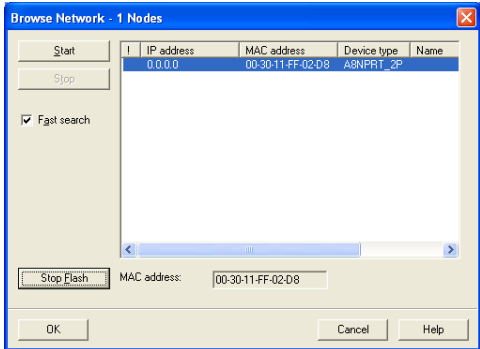 Browse Network - 1 Nodes
Start
! IP address MAC address Device type Name
0.0.0.0 00-30-11-FF-02-D8 A8NPRT_2P
Stop
Fast search
Stop Flash MAC address: 00-30-11-FF-02-D8
OK Cancel Help